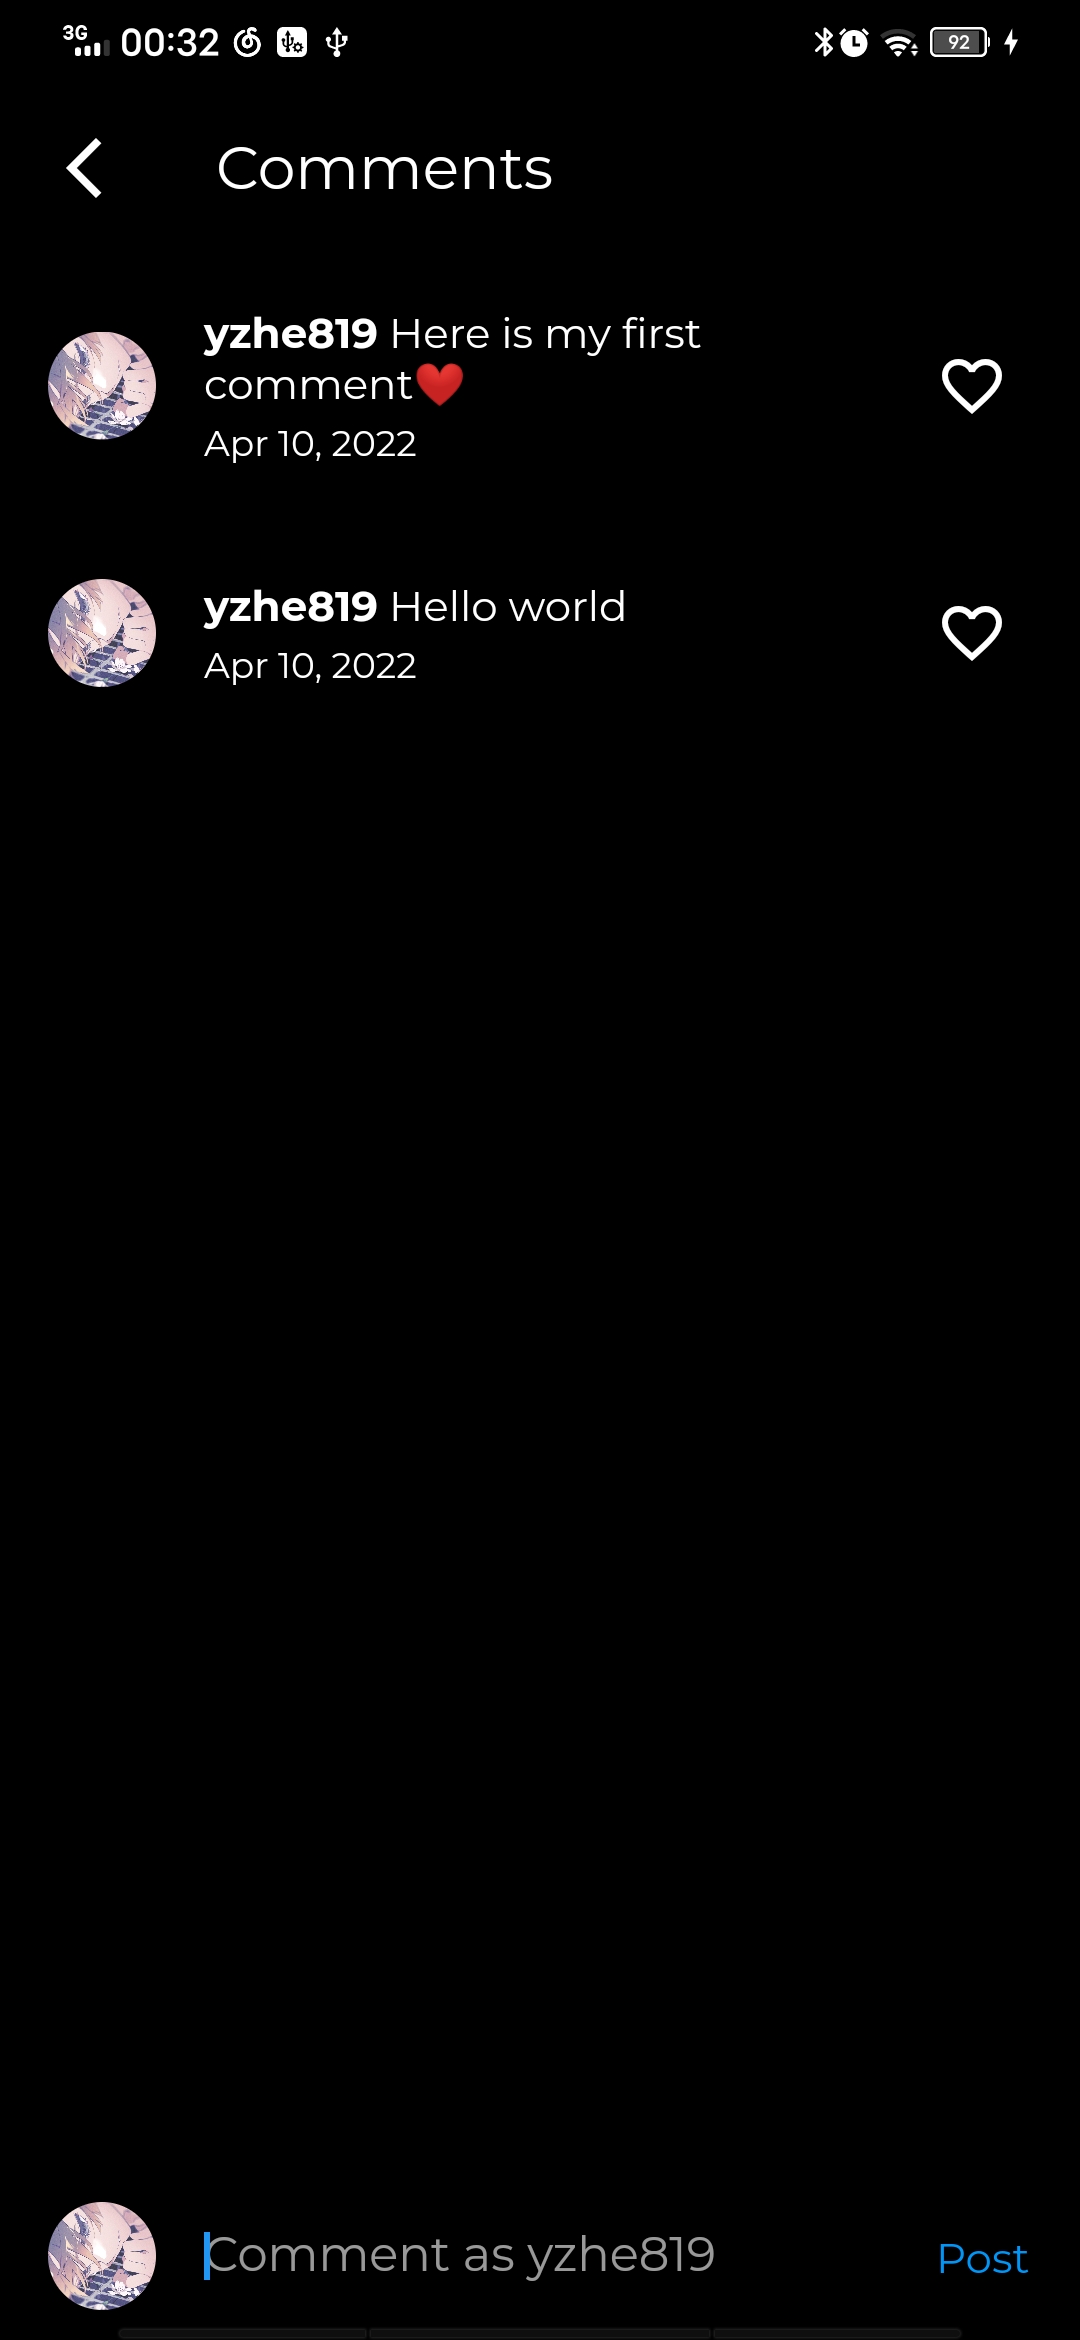 3G 00:32 92
Comments
yzhe819 Here is my first
comment❤️
Apr 10, 2022
yzhe819 Hello world
Apr 10, 2022
Comment as yzhe819 Post